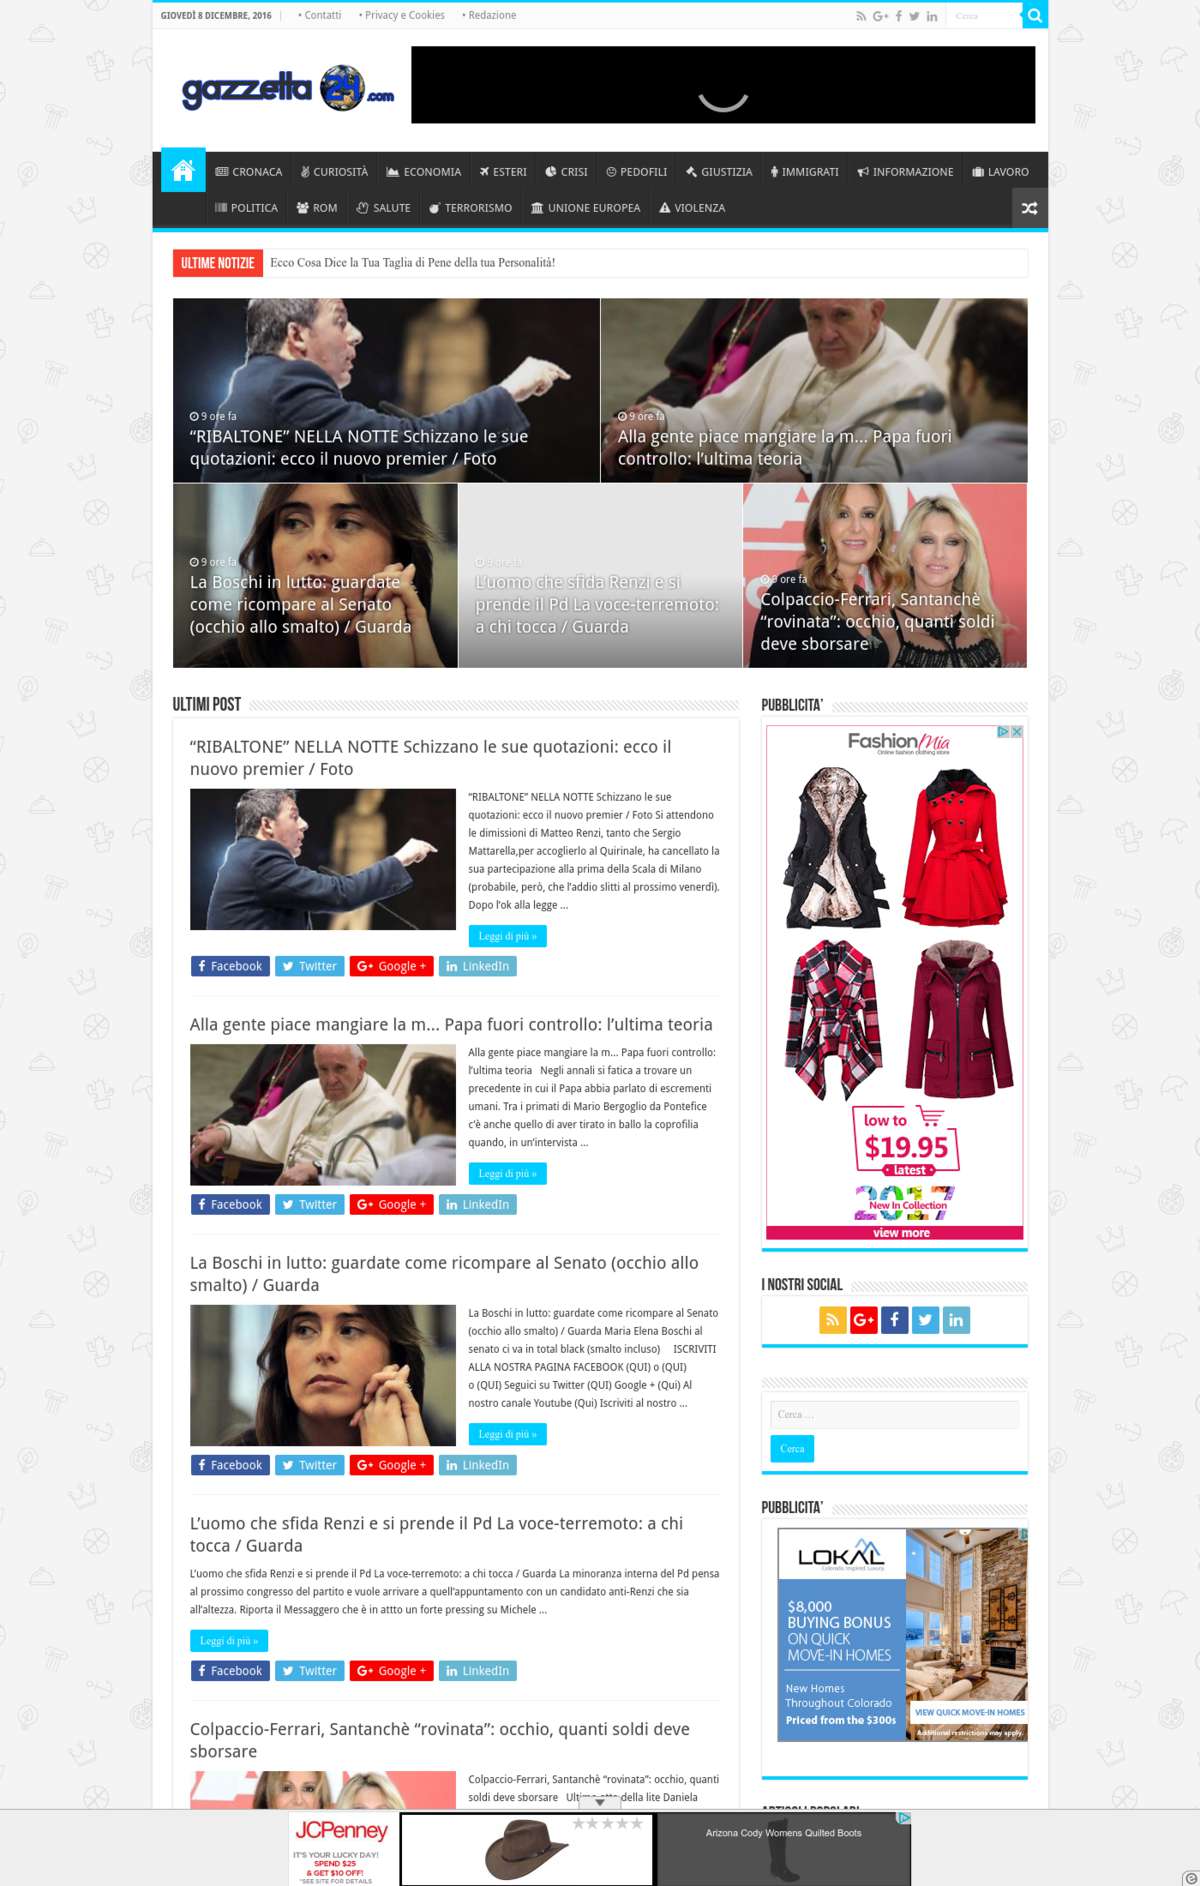 GIOVEDÌ 8 DICEMBRE, 2016
• Contatti
• Privacy e Cookies
• Redazione
Cerca
gazzetta 24.com
CRONACA
CURIOSITÀ
ECONOMIA
ESTERI
CRISI
PEDOFILI
GIUSTIZIA
IMMIGRATI
INFORMAZIONE
LAVORO
POLITICA
ROM
SALUTE
TERRORISMO
UNIONE EUROPEA
VIOLENZA
ULTIME NOTIZIE
Ecco Cosa Dice la Tua Taglia di Pene della tua Personalità!
9 ore fa
“RIBALTONE” NELLA NOTTE Schizzano le sue
quotazioni: ecco il nuovo premier / Foto
9 ore fa
Alla gente piace mangiare la m... Papa fuori
controllo: l’ultima teoria
9 ore fa
La Boschi in lutto: guardate
come ricompare al Senato
(occhio allo smalto) / Guarda
9 ore fa
L’uomo che sfida Renzi e si
prende il Pd La voce-terremoto:
a chi tocca / Guarda
9 ore fa
Colpaccio-Ferrari, Santanchè
“rovinata”: occhio, quanti soldi
deve sborsare
ULTIMI POST
“RIBALTONE” NELLA NOTTE Schizzano le sue quotazioni: ecco il
nuovo premier / Foto
“RIBALTONE” NELLA NOTTE Schizzano le sue
quotazioni: ecco il nuovo premier / Foto Si attendono
le dimissioni di Matteo Renzi, tanto che Sergio
Mattarella,per accoglierlo al Quirinale, ha cancellato la
sua partecipazione alla prima della Scala di Milano
(probabile, però, che l’addio slitti al prossimo venerdì).
Dopo l’ok alla legge ...
Leggi di più »
Facebook
Twitter
Google +
LinkedIn
Alla gente piace mangiare la m... Papa fuori controllo: l’ultima teoria
Alla gente piace mangiare la m... Papa fuori controllo:
l’ultima teoria Negli annali si fatica a trovare un
precedente in cui il Papa abbia parlato di escrementi
umani. Tra i primati di Mario Bergoglio da Pontefice
c’è anche quello di aver tirato in ballo la coprofilia
quando, in un’intervista ...
Leggi di più »
Facebook
Twitter
Google +
LinkedIn
La Boschi in lutto: guardate come ricompare al Senato (occhio allo
smalto) / Guarda
La Boschi in lutto: guardate come ricompare al Senato
(occhio allo smalto) / Guarda Maria Elena Boschi al
senato ci va in total black (smalto incluso) ISCRIVITI
ALLA NOSTRA PAGINA FACEBOOK (QUI) o (QUI)
o (QUI) Seguici su Twitter (QUI) Google + (Qui) Al
nostro canale Youtube (Qui) Iscriviti al nostro ...
Leggi di più »
Facebook
Twitter
Google +
LinkedIn
L’uomo che sfida Renzi e si prende il Pd La voce-terremoto: a chi
tocca / Guarda
L’uomo che sfida Renzi e si prende il Pd La voce-terremoto: a chi tocca / Guarda La minoranza interna del Pd pensa
al prossimo congresso del partito e vuole arrivare a quell’appuntamento con un candidato anti-Renzi che sia
all’altezza. Riporta il Messaggero che è in attto un forte pressing su Michele ...
Leggi di più »
Facebook
Twitter
Google +
LinkedIn
Colpaccio-Ferrari, Santanchè “rovinata”: occhio, quanti soldi deve
sborsare
Colpaccio-Ferrari, Santanchè “rovinata”: occhio, quanti
soldi deve sborsare della lite Daniela
PUBBLICITA’
FashionMia
Online fashion clothing store
low to
$19.95
latest
2017
New In Collection
view more
I NOSTRI SOCIAL
Cerca ...
Cerca
PUBBLICITA’
LOKAL
Colorado Inspired Luxury
$8,000
BUYING BONUS
ON QUICK
MOVE-IN HOMES
New Homes
Throughout Colorado
Priced from the $300s
VIEW QUICK MOVE-IN HOMES
Additional restrictions may apply.
ARTICOLI POPOLARI
JCPenney
IT'S YOUR LUCKY DAY!
SPEND $25
& GET $10 OFF!
*SEE SITE FOR DETAILS
Arizona Cody Womens Quilted Boots